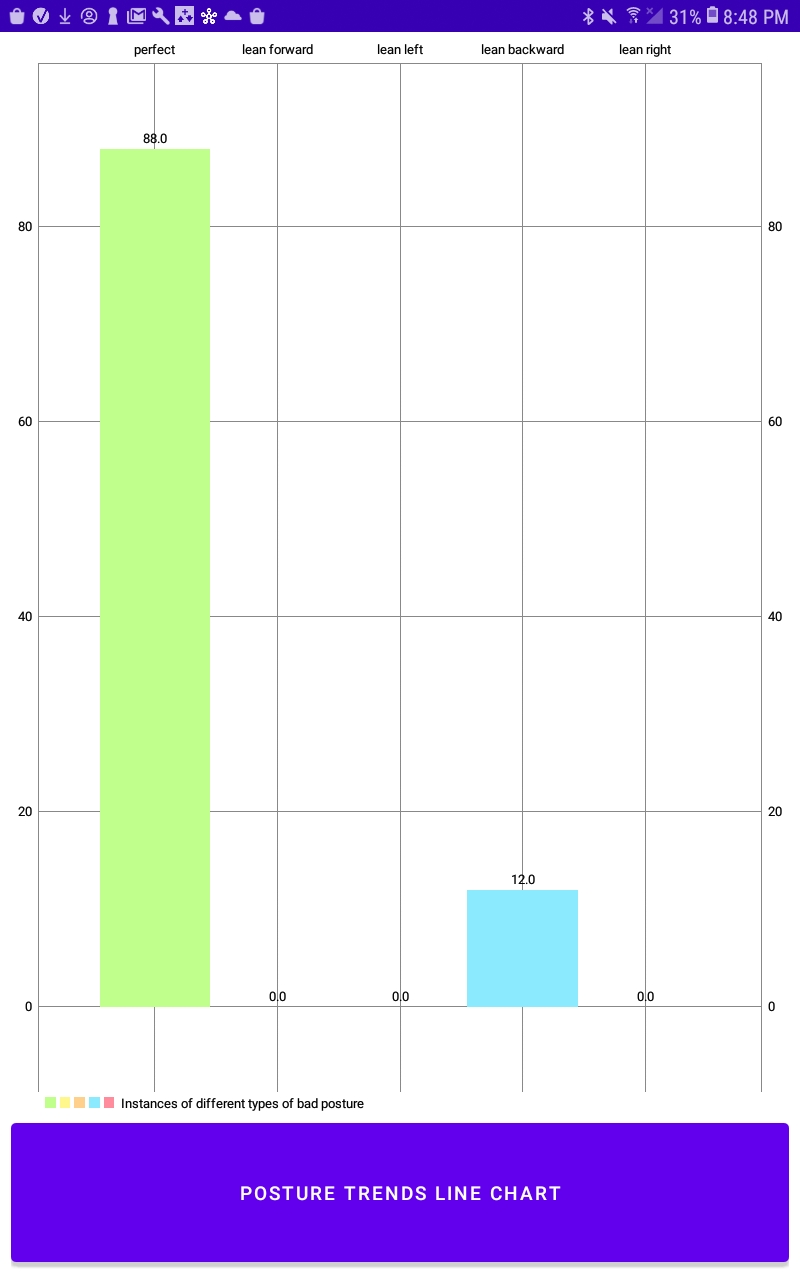 31% 8:48 PM
perfect lean forward lean left lean backward lean right
88.0
80 80
60 60
40 40
20 20
12.0
0.0 0.0 0.0
0 0
Instances of different types of bad posture
POSTURE TRENDS LINE CHART